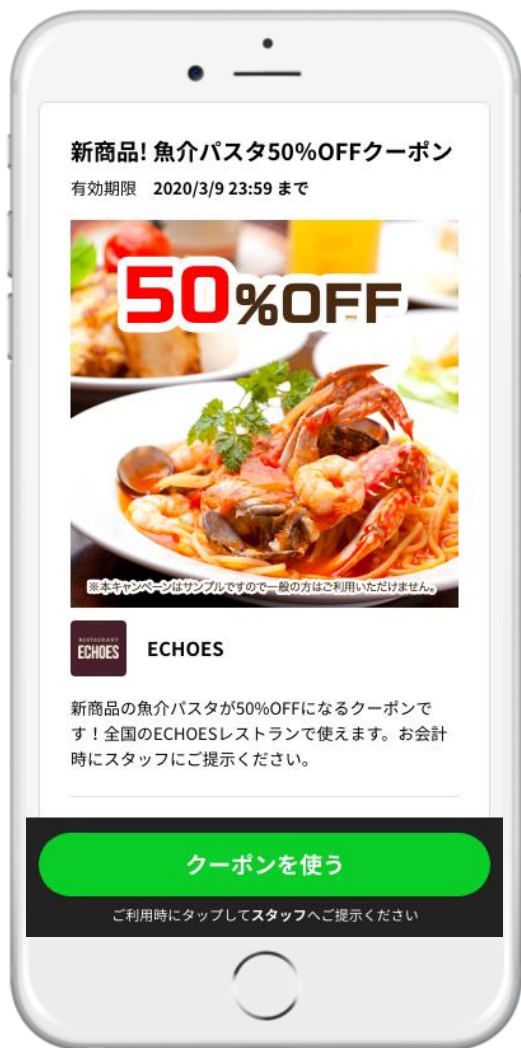 新商品! 魚介パスタ50%OFFクーポン
有効期限 2020/3/9 23:59 まで
50%OFF
※本キャンペーンはサンプルですので一般の方はご利用いただけません。
RESTAURANT
ECHOES
ECHOES
新商品の魚介パスタが50%OFFになるクーポンで
す！全国のECHOESレストランで使えます。お会計
時にスタッフにご提示ください。
クーポンを使う
ご利用時にタップしてスタッフへご提示ください